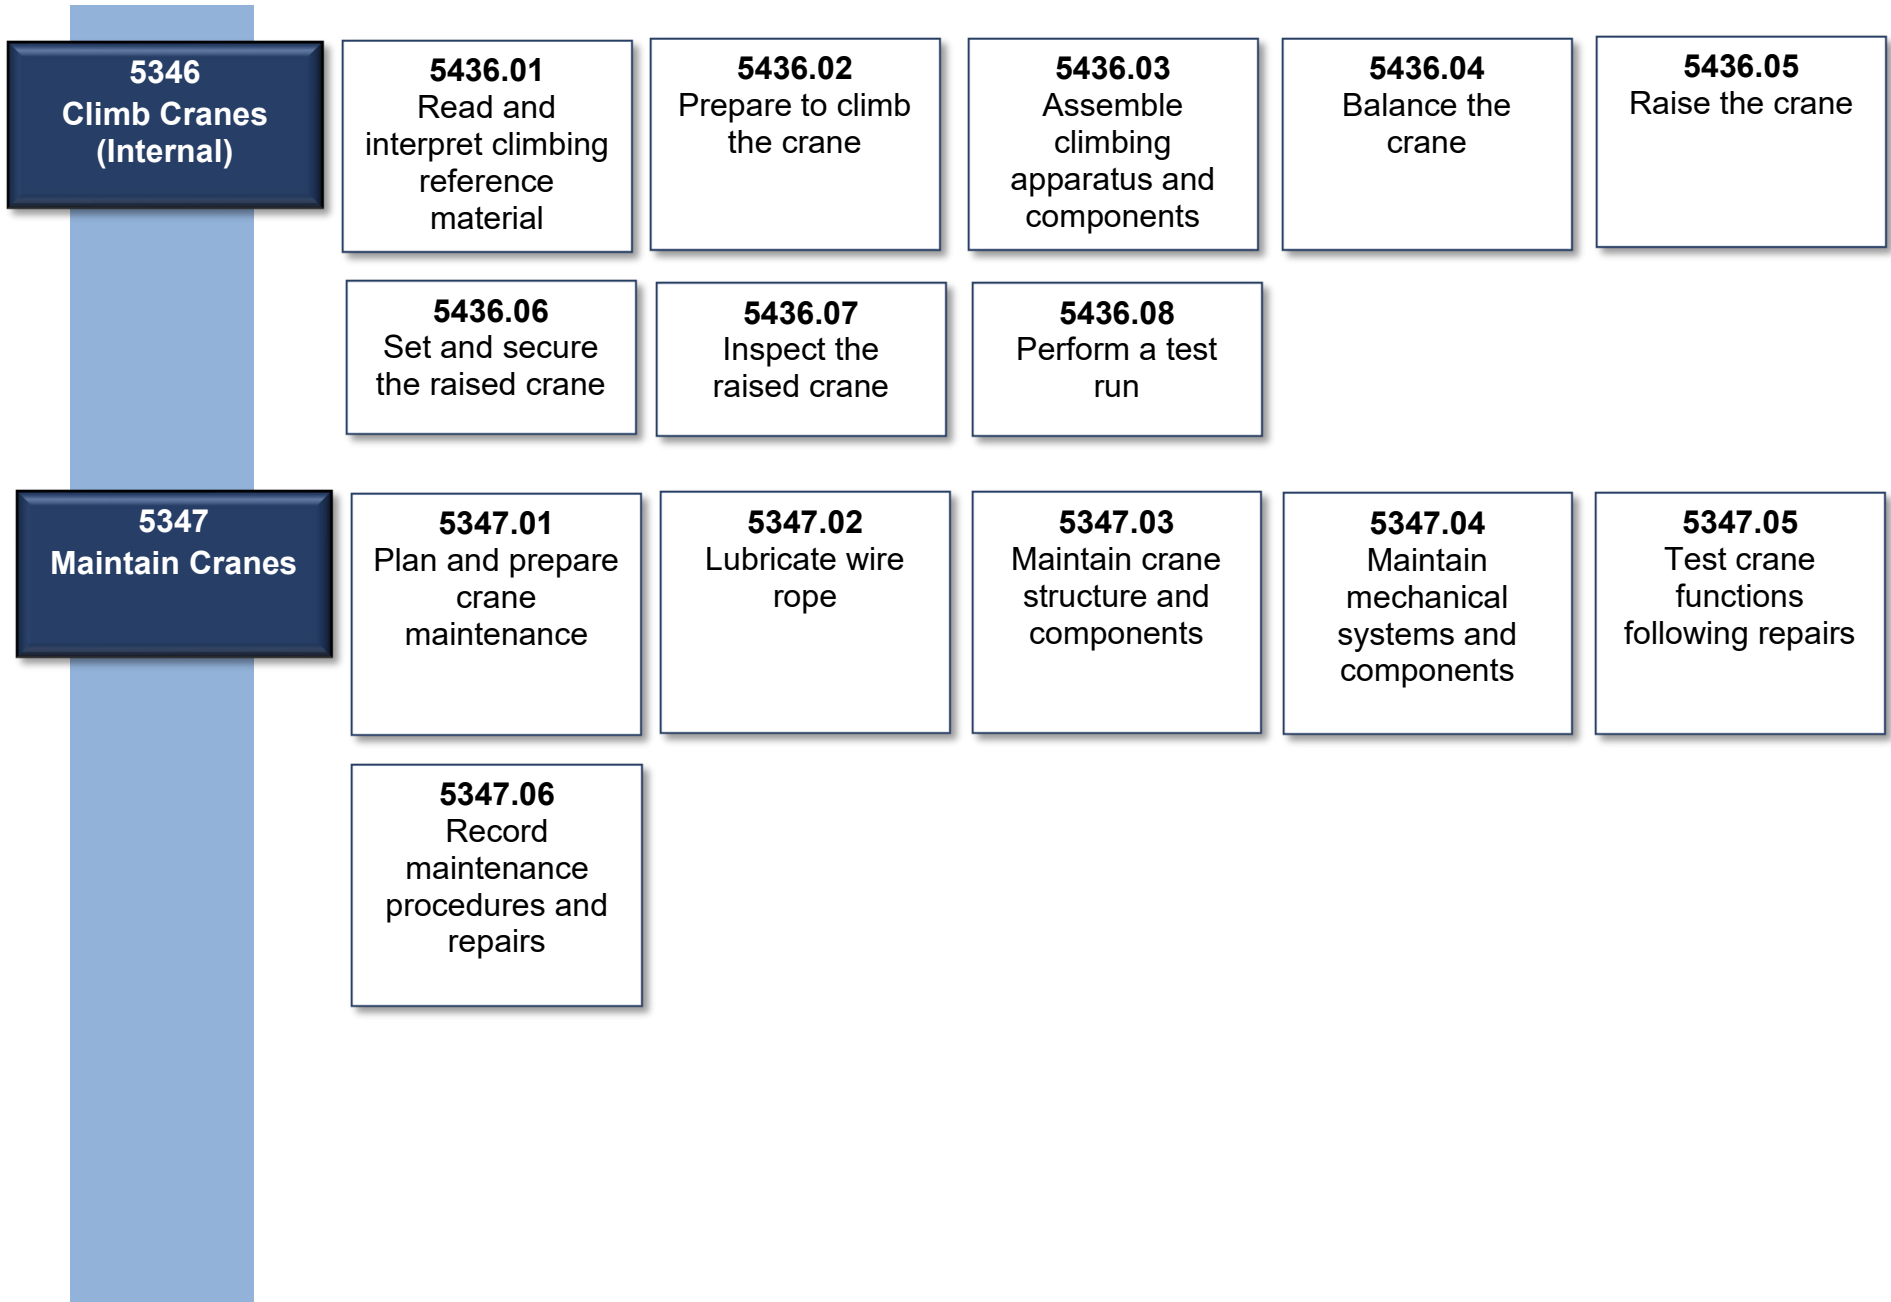 5346
Climb Cranes
(Internal)
5436.01
Read and
interpret climbing
reference
material
5436.02
Prepare to climb
the crane
5436.03
Assemble
climbing
apparatus and
components
5436.04
Balance the
crane
5436.05
Raise the crane
5436.06
Set and secure
the raised crane
5436.07
Inspect the
raised crane
5436.08
Perform a test
run
5347
Maintain Cranes
5347.01
Plan and prepare
crane
maintenance
5347.02
Lubricate wire
rope
5347.03
Maintain crane
structure and
components
5347.04
Maintain
mechanical
systems and
components
5347.05
Test crane
functions
following repairs
5347.06
Record
maintenance
procedures and
repairs